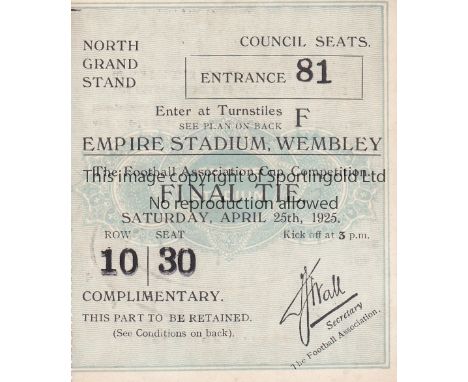 NORTH
GRAND
STAND
COUNCIL SEATS.
ENTRANCE 81
Enter at Turnstiles F
SEE PLAN ON BACK
EMPIRE STADIUM, WEMBLEY
The Football Association Cup Competition
This image copyright of Sportingold Ltd
FINAL TIE,
No reproduction allowed
SATURDAY, APRIL 25th, 1925.
ROW SEAT
Kick off at 3 p.m.
10 30
COMPLIMENTARY.
THIS PART TO BE RETAINED.
(See Conditions on back).
Wall
Secretary
The Football Association.